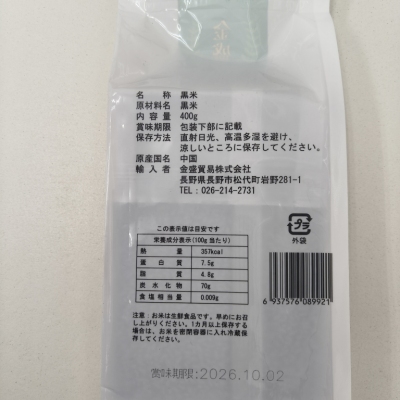 名　　称　黒米
原材料名　黒米
内 容 量　400g
賞味期限　包装下部に記載
保存方法　直射日光、高温多湿を避け、
涼しいところに保存してください。
原産国名　中国
輸 入 者　金盛貿易株式会社
長野県長野市松代町岩野281-1
TEL：026-214-2731
この表示値は目安です
栄養成分表示(100g 当たり)
熱　　量　357kcal
蛋 白 質　7.5g
脂　　質　4.8g
炭 水 化 物　70g
食 塩 相 当 量　0.009g
プラ
外袋
6 937576 089921
！お米は生鮮食品です。早めにお召
し上がりください。1カ月以上保存する
場合は、お米を密閉容器に入れ冷蔵保存
してください。
賞味期限:2026.10.02